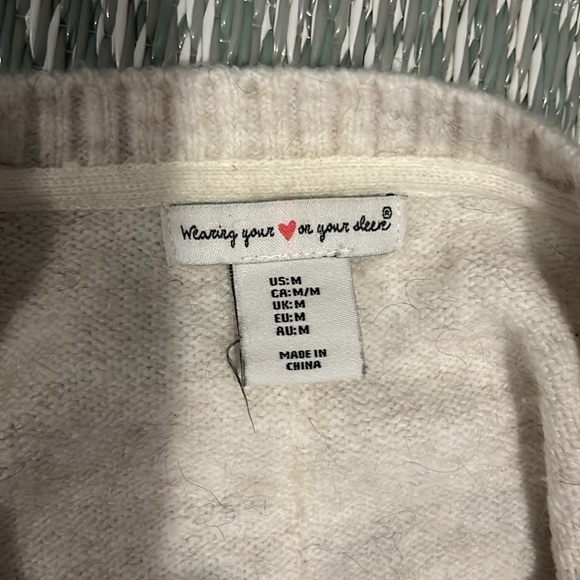 Wearing your ❤ on your sleeve®
US:M
CA:M/M
UK:M
EU:M
AU:M
MADE IN
CHINA